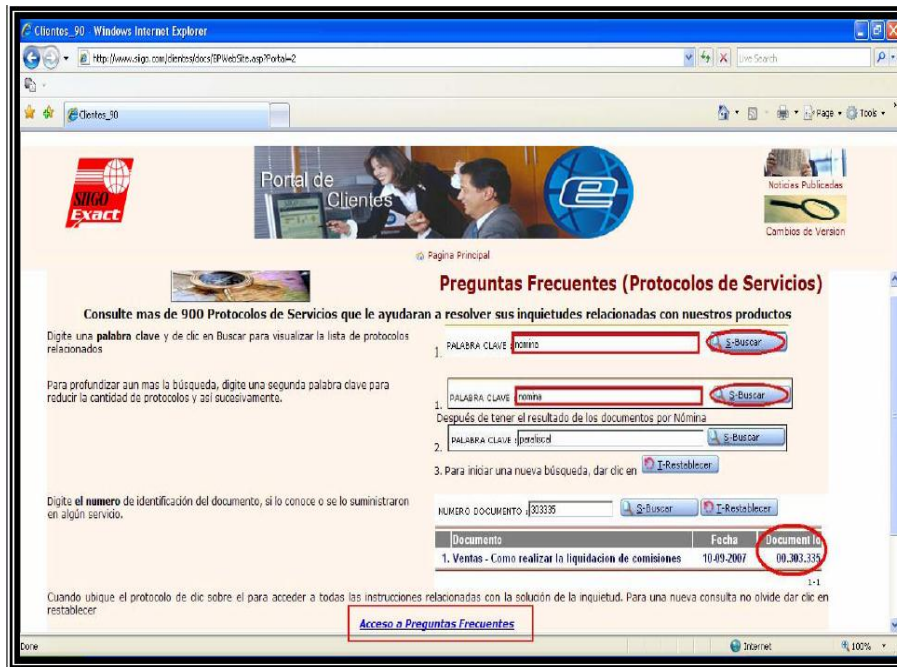 Clientes_90 - Windows Internet Explorer
http://www.siigo.com/clientes/docs/EPWebSite.asp?Portal=2
Live Search
Clientes_90
Page
Tools
SIIGO
Exact
Portal de
Clientes
e
Noticias Publicadas
Cambios de Version
Pagina Principal
Preguntas Frecuentes (Protocolos de Servicios)
Consulte mas de 900 Protocolos de Servicios que le ayudaran a resolver sus inquietudes relacionadas con nuestros productos
Digite una palabra clave y de clic en Buscar para visualizar la lista de protocolos
relacionados
1. PALABRA CLAVE : nomina S-Buscar
Para profundizar aun mas la búsqueda, digite una segunda palabra clave para
reducir la cantidad de protocolos y asi sucesivamente.
1. PALABRA CLAVE : nomina S-Buscar
Después de tener el resultado de los documentos por Nómina
2. PALABRA CLAVE : parafiscal S-Buscar
3. Para iniciar una nueva búsqueda, dar clic en T-Restablecer
Digite el numero de identificación del documento, si lo conoce o se lo suministraron
en algún servicio.
NUMERO DOCUMENTO : 303335 S-Buscar T-Restablecer
Documento Fecha Document Id
1. Ventas - Como realizar la liquidacion de comisiones 10-09-2007 00.303.335
1-1
Cuando ubique el protocolo de clic sobre el para acceder a todas las instrucciones relacionadas con la solución de la inquietud. Para una nueva consulta no olvide dar clic en
restablecer
Acceso a Preguntas Frecuentes
Done
Internet
100%